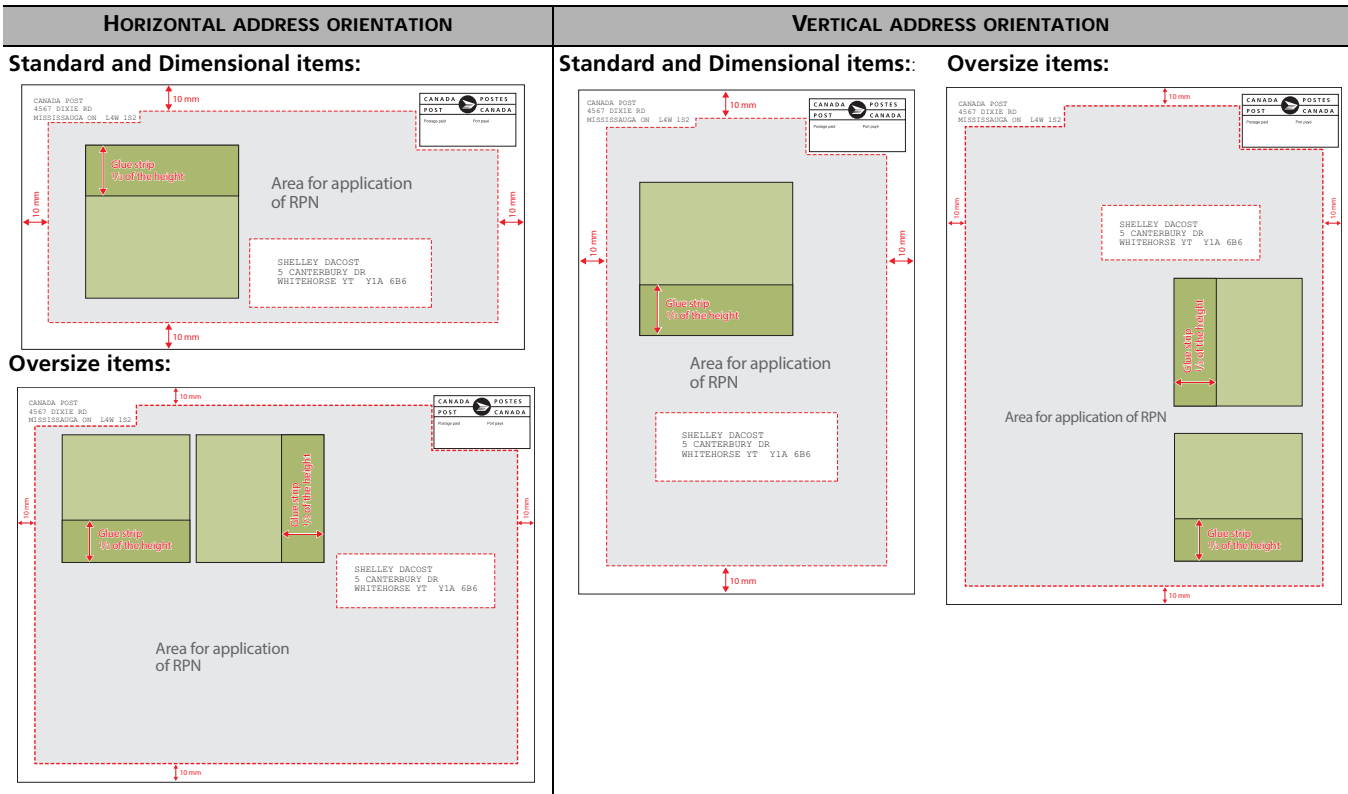 HORIZONTAL ADDRESS ORIENTATION
Standard and Dimensional items:
CANADA POST
4567 DIXIE RD
MISSISSAUGA ON L4W 1S2
10 mm
CANADA POSTES
POST CANADA
Postage paid Port payé
Glue strip
⅓ of the height
Area for application
of RPN
10 mm
10 mm
SHELLEY DACOST
5 CANTERBURY DR
WHITEHORSE YT Y1A 6B6
10 mm
Oversize items:
CANADA POST
4567 DIXIE RD
MISSISSAUGA ON L4W 1S2
10 mm
CANADA POSTES
POST CANADA
Postage paid Port payé
Glue strip
⅓ of the height
Glue strip
⅓ of the height
10 mm
10 mm
SHELLEY DACOST
5 CANTERBURY DR
WHITEHORSE YT Y1A 6B6
Area for application
of RPN
10 mm
VERTICAL ADDRESS ORIENTATION
Standard and Dimensional items::
CANADA POST
4567 DIXIE RD
MISSISSAUGA ON L4W 1S2
10 mm
CANADA POSTES
POST CANADA
Postage paid Port payé
10 mm
10 mm
Glue strip
⅓ of the height
Area for application
of RPN
SHELLEY DACOST
5 CANTERBURY DR
WHITEHORSE YT Y1A 6B6
10 mm
Oversize items:
CANADA POST
4567 DIXIE RD
MISSISSAUGA ON L4W 1S2
10 mm
CANADA POSTES
POST CANADA
Postage paid Port payé
10 mm
10 mm
SHELLEY DACOST
5 CANTERBURY DR
WHITEHORSE YT Y1A 6B6
Glue strip
⅓ of the height
Area for application of RPN
Glue strip
⅓ of the height
10 mm